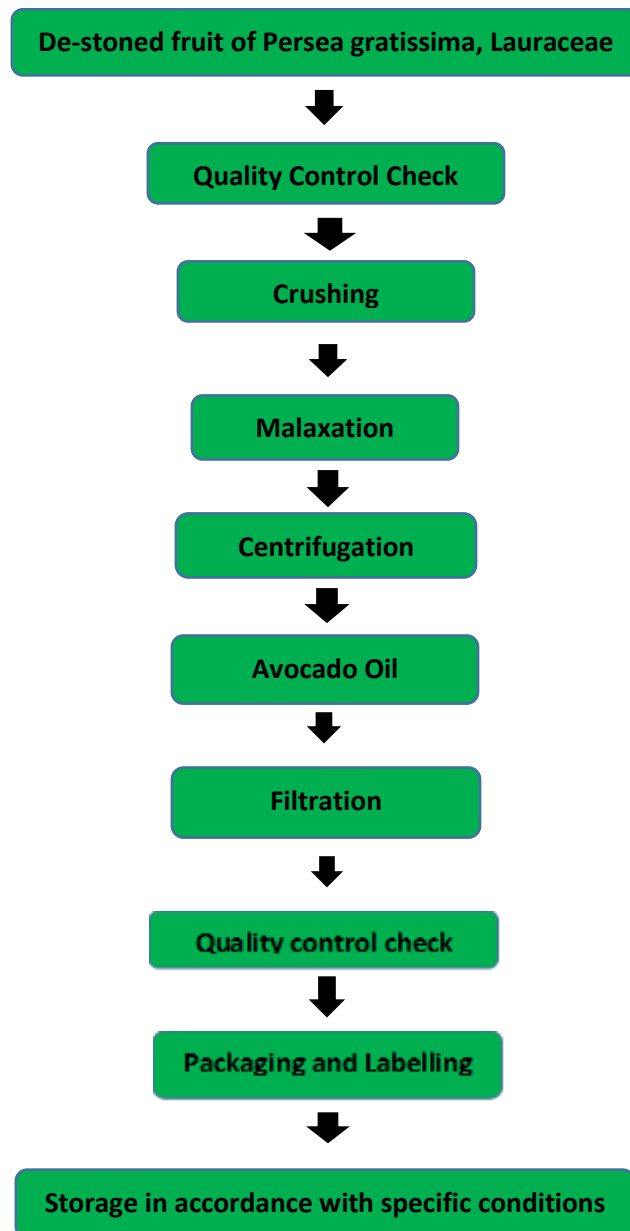 De-stoned fruit of Persea gratissima, Lauraceae
Quality Control Check
Crushing
Malaxation
Centrifugation
Avocado Oil
Filtration
Quality control check
Packaging and Labelling
Storage in accordance with specific conditions